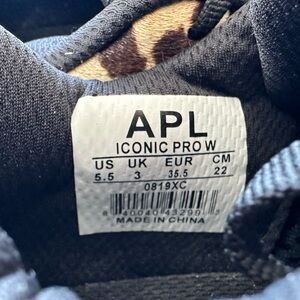 APL
ICONIC PRO W
US UK EUR CM
5.5 3 35.5 22
0819XC
MADE IN CHINA